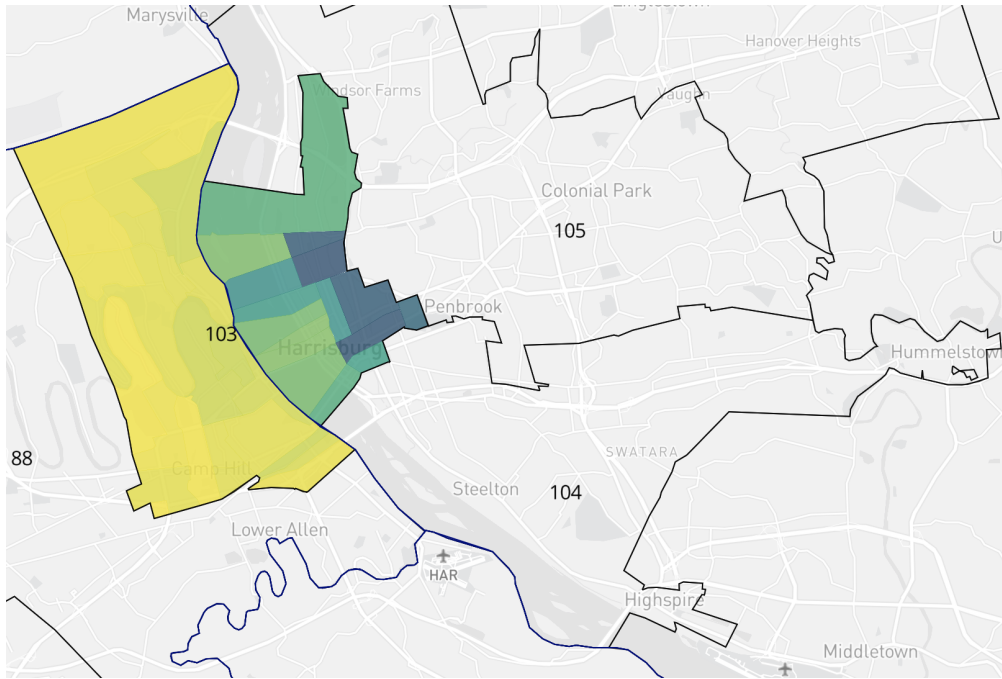 Marysville
Linglestown
Hanover Heights
Windsor Farms
Vaughn
Colonial Park
105
Penbrook
103
Harrisburg
Hummelstown
88
Camp Hill
SWATARA
Steelton
104
Lower Allen
HAR
Highspire
Middletown